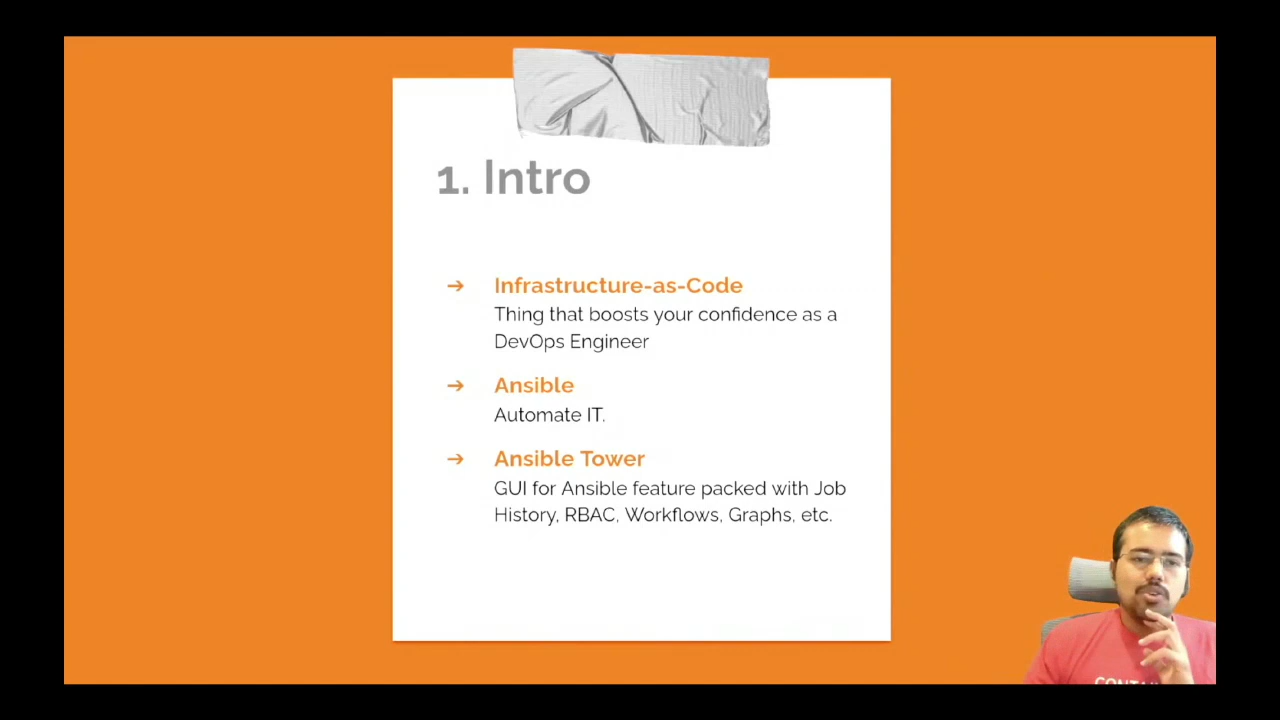 1. Intro
➔ Infrastructure-as-Code
Thing that boosts your confidence as a
DevOps Engineer
➔ Ansible
Automate IT.
➔ Ansible Tower
GUI for Ansible feature packed with Job
History, RBAC, Workflows, Graphs, etc.